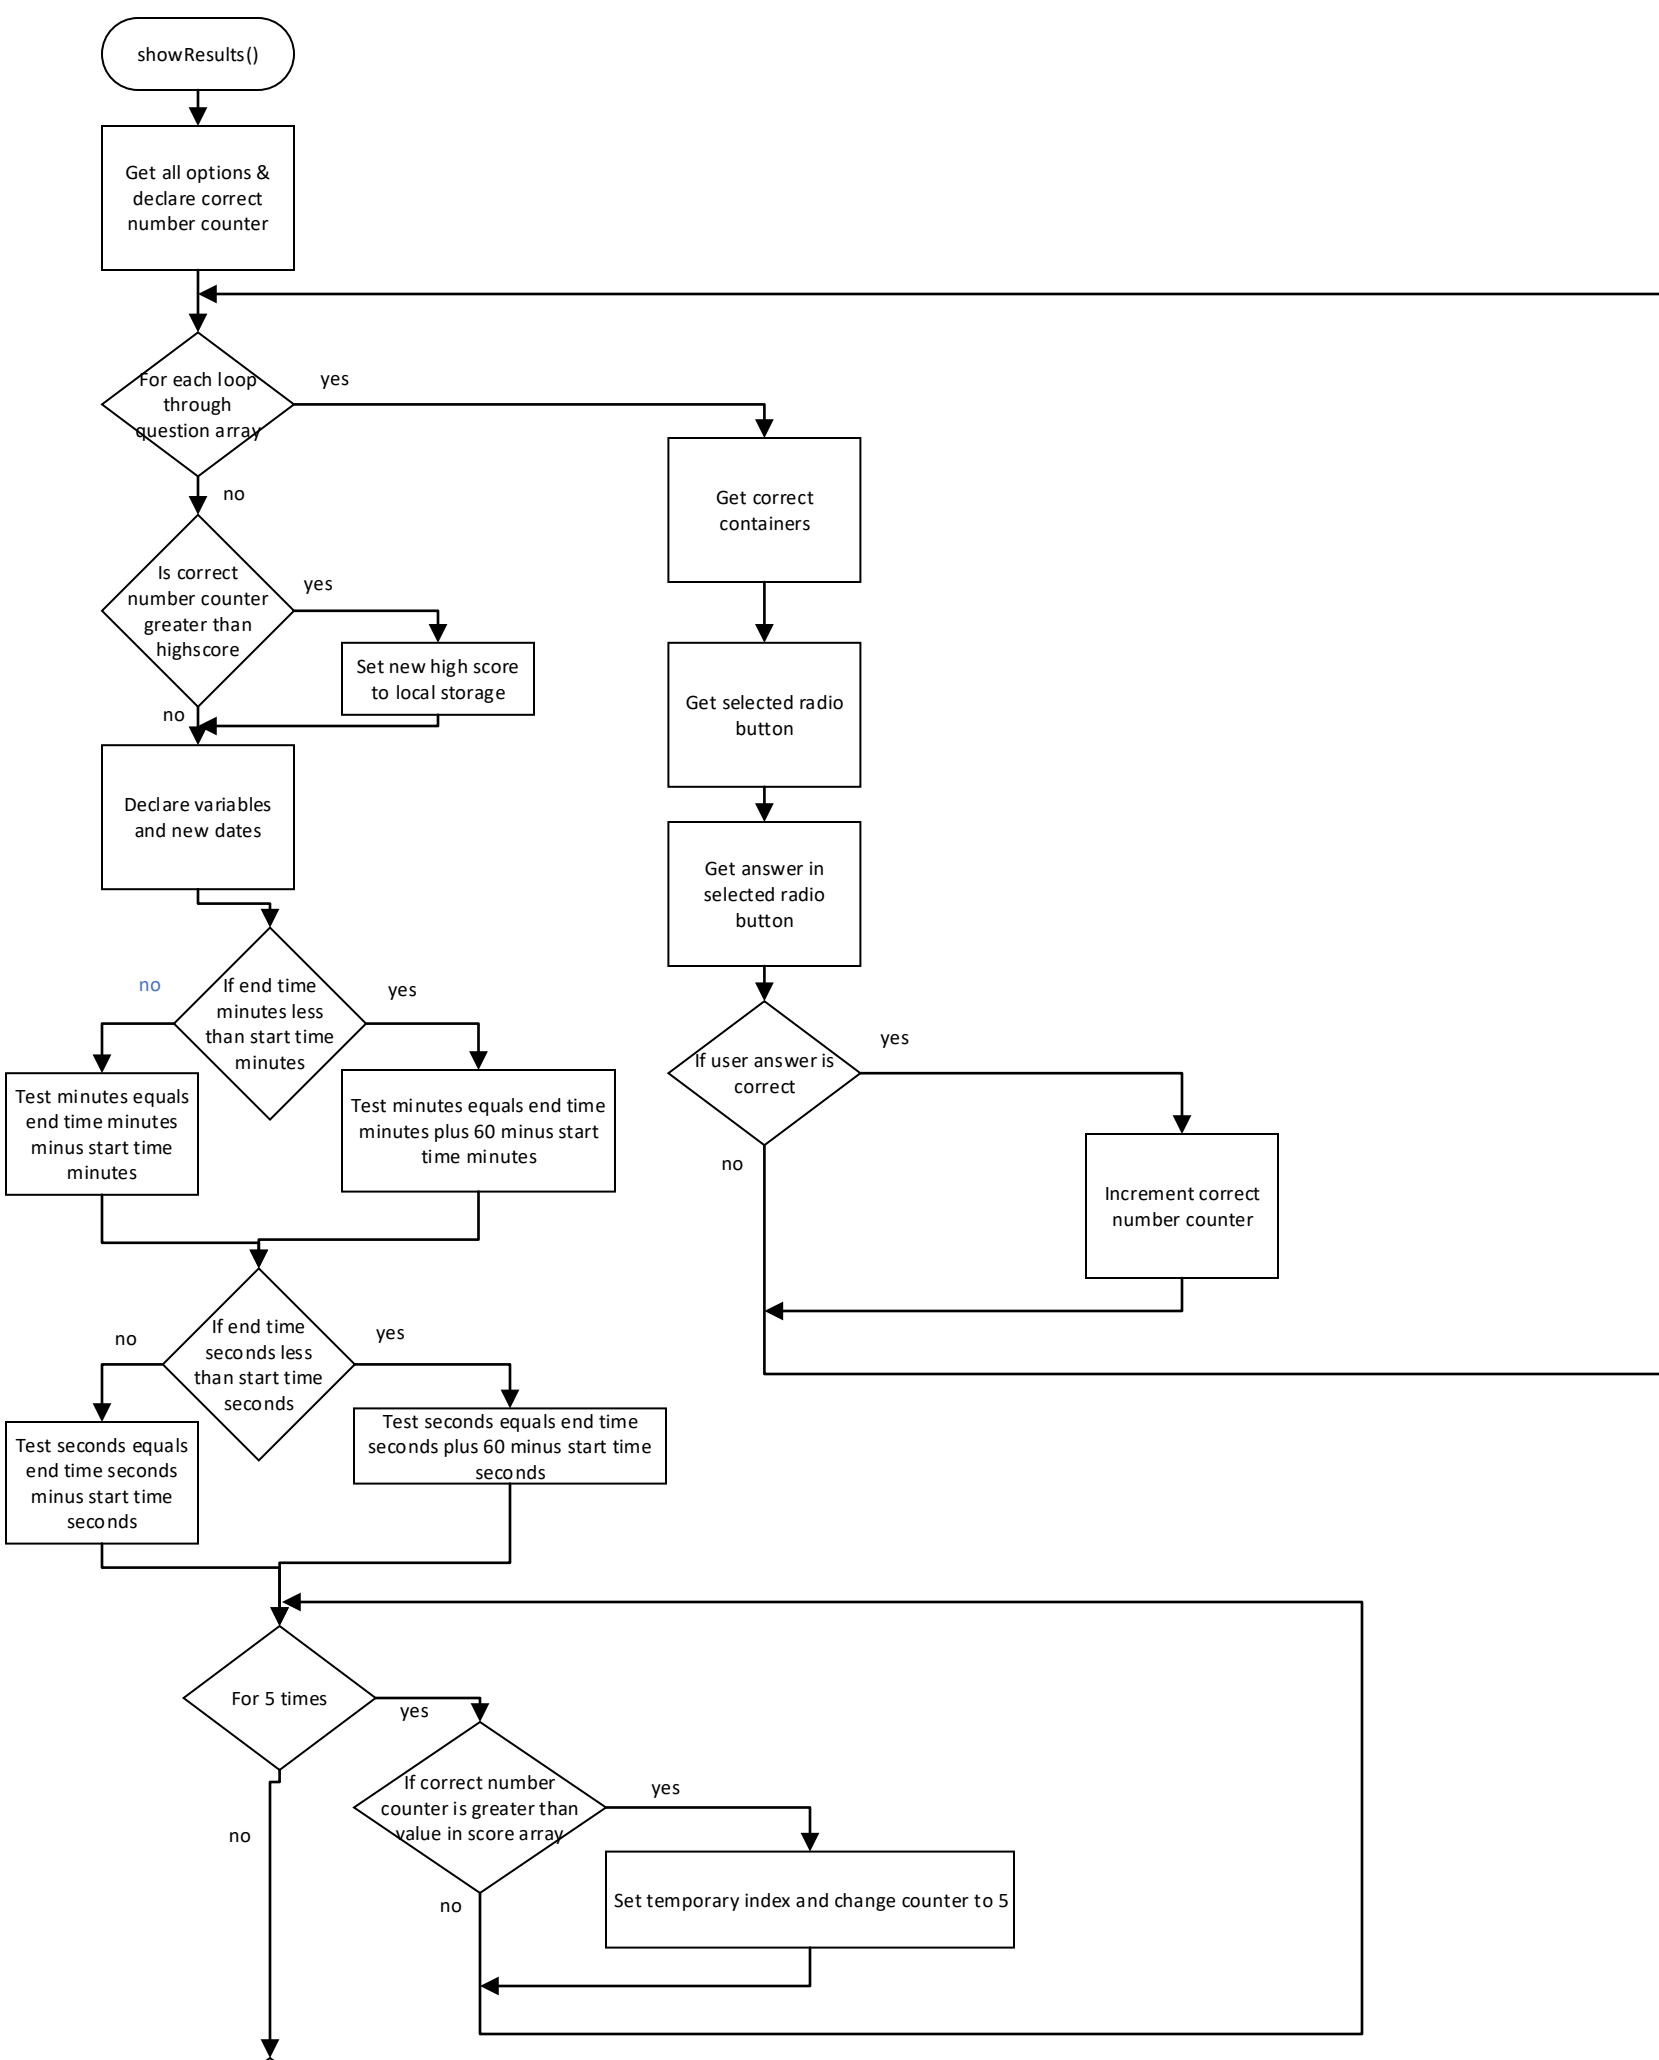 showResults()
Get all options &
declare correct
number counter
For each loop
through
question array
yes
no
Get correct
containers
Is correct
number counter
greater than
highscore
yes
Set new high score
to local storage
no
Get selected radio
button
Declare variables
and new dates
Get answer in
selected radio
button
If end time
minutes less
than start time
minutes
no
yes
If user answer is
correct
yes
no
Test minutes equals
end time minutes
minus start time
minutes
Test minutes equals end time
minutes plus 60 minus start
time minutes
Increment correct
number counter
If end time
seconds less
than start time
seconds
no
yes
Test seconds equals
end time seconds
minus start time
seconds
Test seconds equals end time
seconds plus 60 minus start time
seconds
For 5 times
yes
no
If correct number
counter is greater than
value in score array
yes
Set temporary index and change counter to 5
no